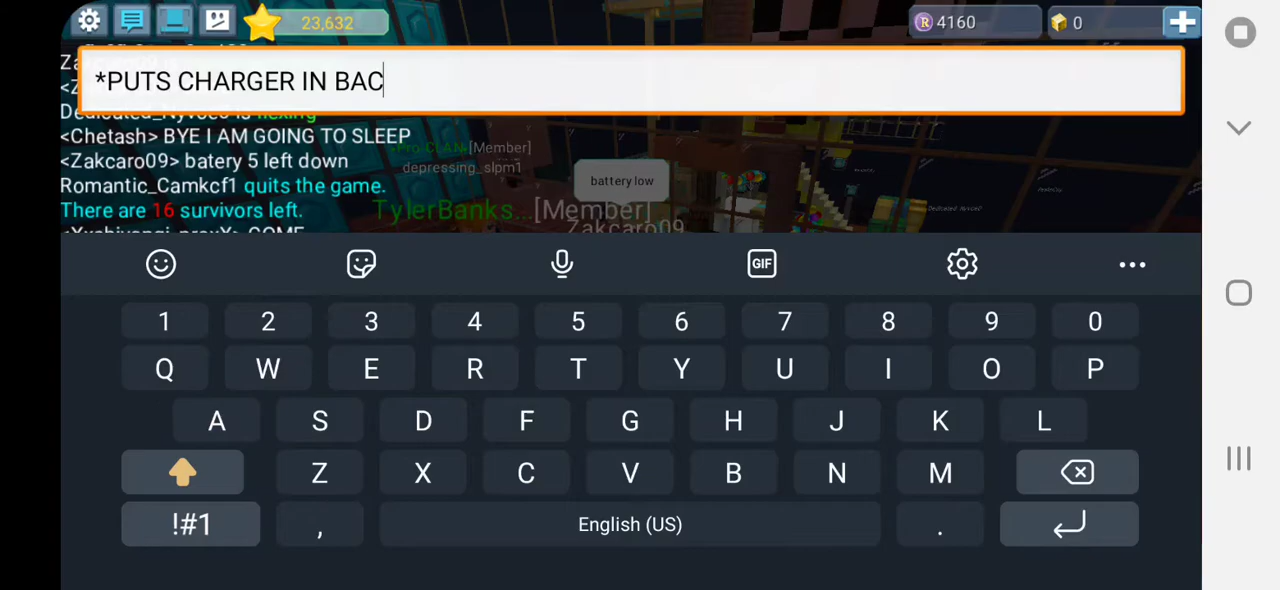 23,632
4160
0
*PUTS CHARGER IN BAC
flexing
<Chetash> BYE I AM GOING TO SLEEP
<Zakcaro09> batery 5 left down
Romantic_Camkcf1 quits the game.
There are 16 survivors left.
COME
[Member]
depressing_slpm1
battery low
TylerBanks...[Member]
Zakcaro09
GIF
1 2 3 4 5 6 7 8 9 0
Q W E R T Y U I O P
A S D F G H J K L
Z X C V B N M
!#1 , English (US) .